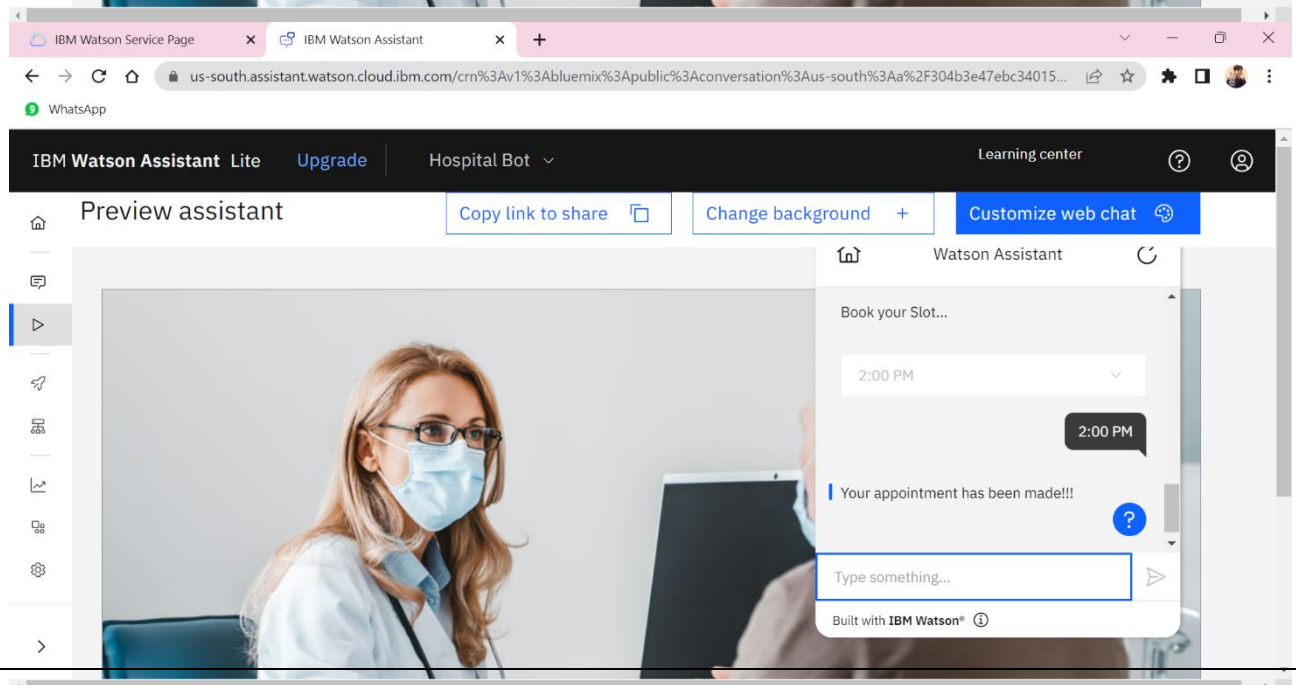 IBM Watson Service Page
IBM Watson Assistant
us-south.assistant.watson.cloud.ibm.com/crn%3Av1%3Abluemix%3Apublic%3Aconversation%3Aus-south%3Aa%2F304b3e47ebc34015...
9 WhatsApp
IBM Watson Assistant Lite Upgrade Hospital Bot Learning center
Preview assistant Copy link to share Change background + Customize web chat
Watson Assistant
Book your Slot...
2:00 PM
2:00 PM
Your appointment has been made!!!
?
Type something...
Built with IBM Watson®